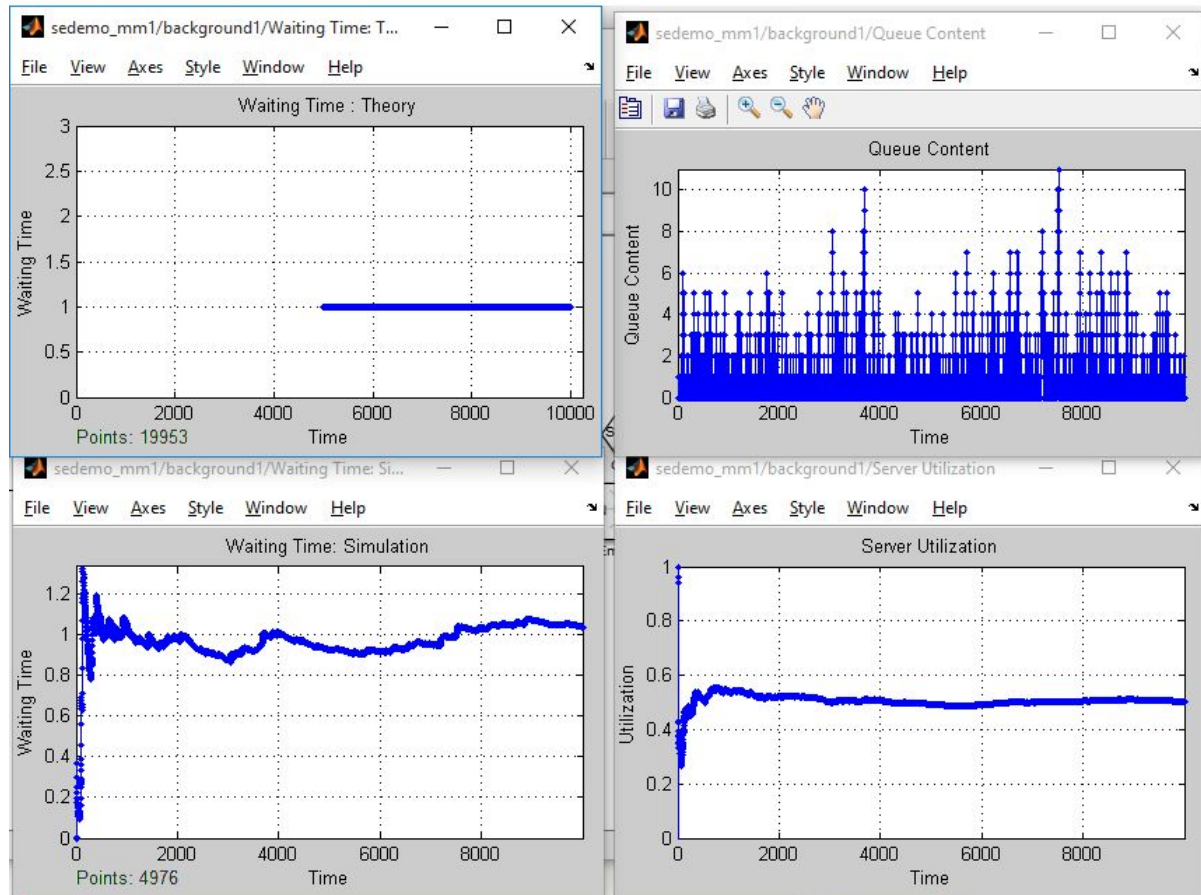 sedemo_mm1/background1/Waiting Time: T...
File View Axes Style Window Help
Waiting Time : Theory
3
2.5
2
1.5
1
0.5
0
Waiting Time
0 2000 4000 6000 8000 10000
Points: 19953 Time
sedemo_mm1/background1/Queue Content
File View Axes Style Window Help
Queue Content
10
8
6
4
2
0
Queue Content
0 2000 4000 6000 8000
Time
sedemo_mm1/background1/Waiting Time: Si...
File View Axes Style Window Help
Waiting Time: Simulation
1.2
1
0.8
0.6
0.4
0.2
0
Waiting Time
0 2000 4000 6000 8000
Points: 4976 Time
sedemo_mm1/background1/Server Utilization
File View Axes Style Window Help
Server Utilization
1
0.8
0.6
0.4
0.2
0
Utilization
0 2000 4000 6000 8000
Time